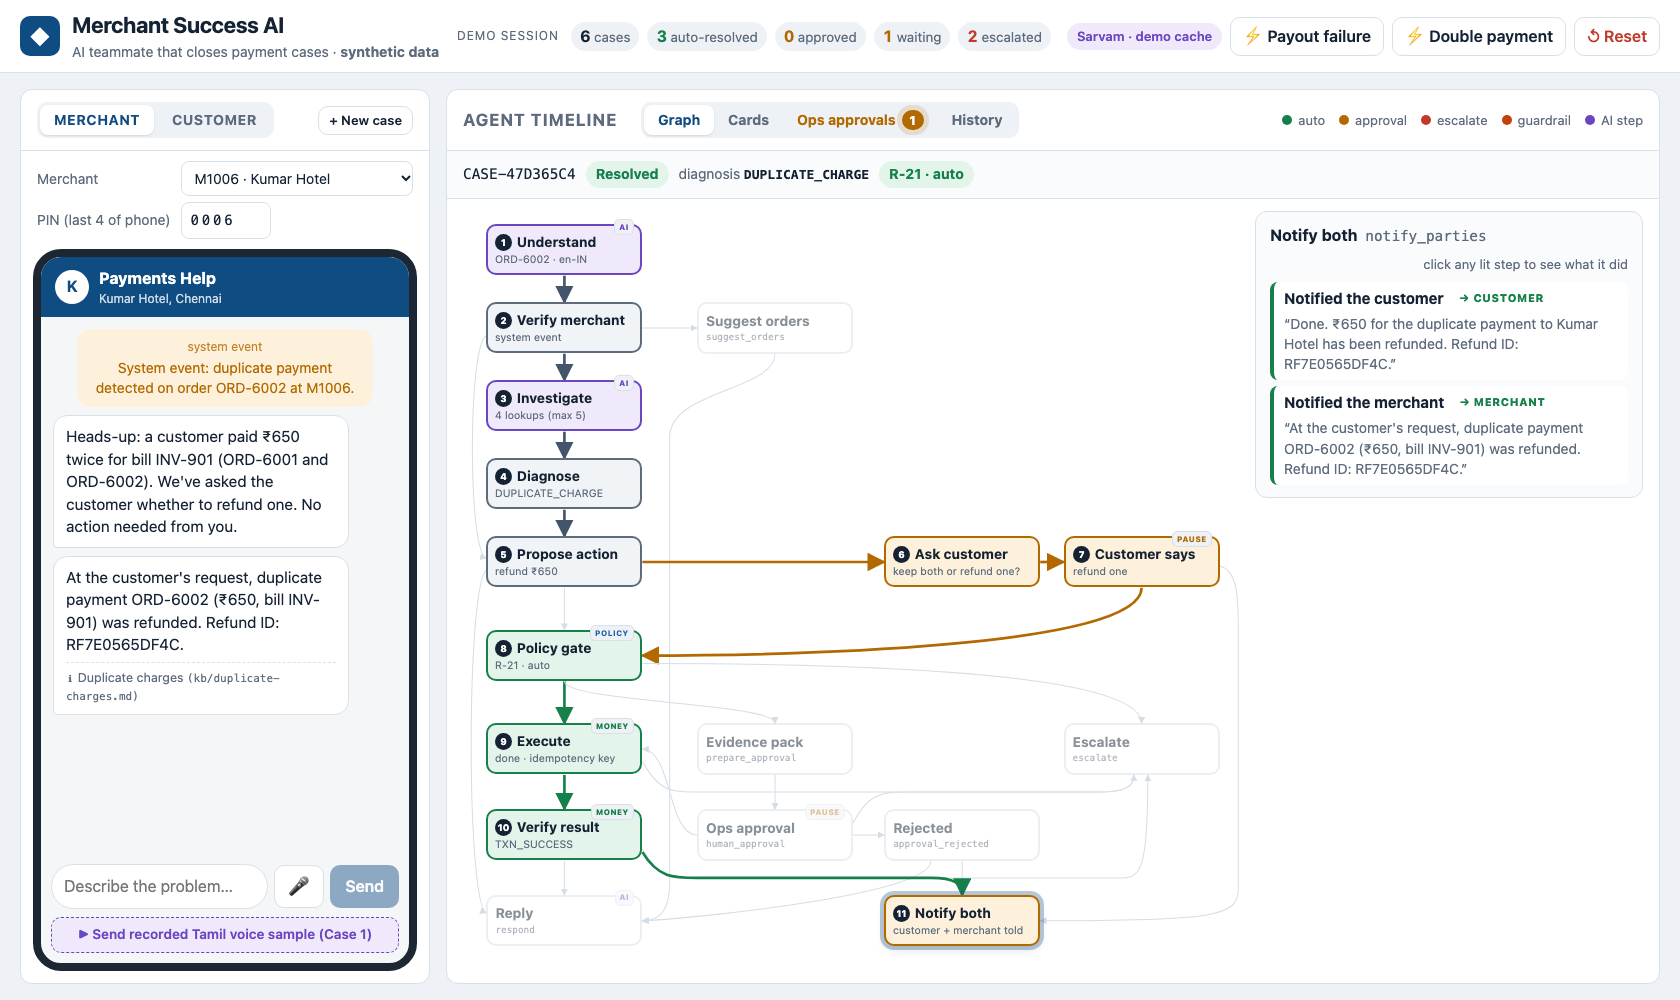 Merchant Success AI
AI teammate that closes payment cases · synthetic data
DEMO SESSION
6 cases
3 auto-resolved
0 approved
1 waiting
2 escalated
Sarvam · demo cache
⚡ Payout failure
⚡ Double payment
↺ Reset
MERCHANT
CUSTOMER
+ New case
Merchant
M1006 · Kumar Hotel
PIN (last 4 of phone)
0006
K
Payments Help
Kumar Hotel, Chennai
system event
System event: duplicate payment
detected on order ORD-6002 at M1006.
Heads-up: a customer paid ₹650
twice for bill INV-901 (ORD-6001 and
ORD-6002). We've asked the
customer whether to refund one. No
action needed from you.
At the customer's request, duplicate
payment ORD-6002 (₹650, bill INV-
901) was refunded. Refund ID:
RF7E0565DF4C.
ℹ Duplicate charges (kb/duplicate-
charges.md)
Describe the problem...
Send
▶ Send recorded Tamil voice sample (Case 1)
AGENT TIMELINE
Graph
Cards
Ops approvals 1
History
auto
approval
escalate
guardrail
AI step
CASE-47D365C4
Resolved
diagnosis DUPLICATE_CHARGE
R-21 · auto
AI
1 Understand
ORD-6002 · en-IN
2 Verify merchant
system event
Suggest orders
suggest_orders
AI
3 Investigate
4 lookups (max 5)
4 Diagnose
DUPLICATE_CHARGE
5 Propose action
refund ₹650
6 Ask customer
keep both or refund one?
PAUSE
7 Customer says
refund one
POLICY
8 Policy gate
R-21 · auto
MONEY
9 Execute
done · idempotency key
Evidence pack
prepare_approval
Escalate
escalate
MONEY
10 Verify result
TXN_SUCCESS
PAUSE
Ops approval
human_approval
Rejected
approval_rejected
AI
Reply
respond
11 Notify both
customer + merchant told
Notify both notify_parties
click any lit step to see what it did
Notified the customer → CUSTOMER
“Done. ₹650 for the duplicate payment to Kumar
Hotel has been refunded. Refund ID:
RF7E0565DF4C.”
Notified the merchant → MERCHANT
“At the customer's request, duplicate payment
ORD-6002 (₹650, bill INV-901) was refunded.
Refund ID: RF7E0565DF4C.”